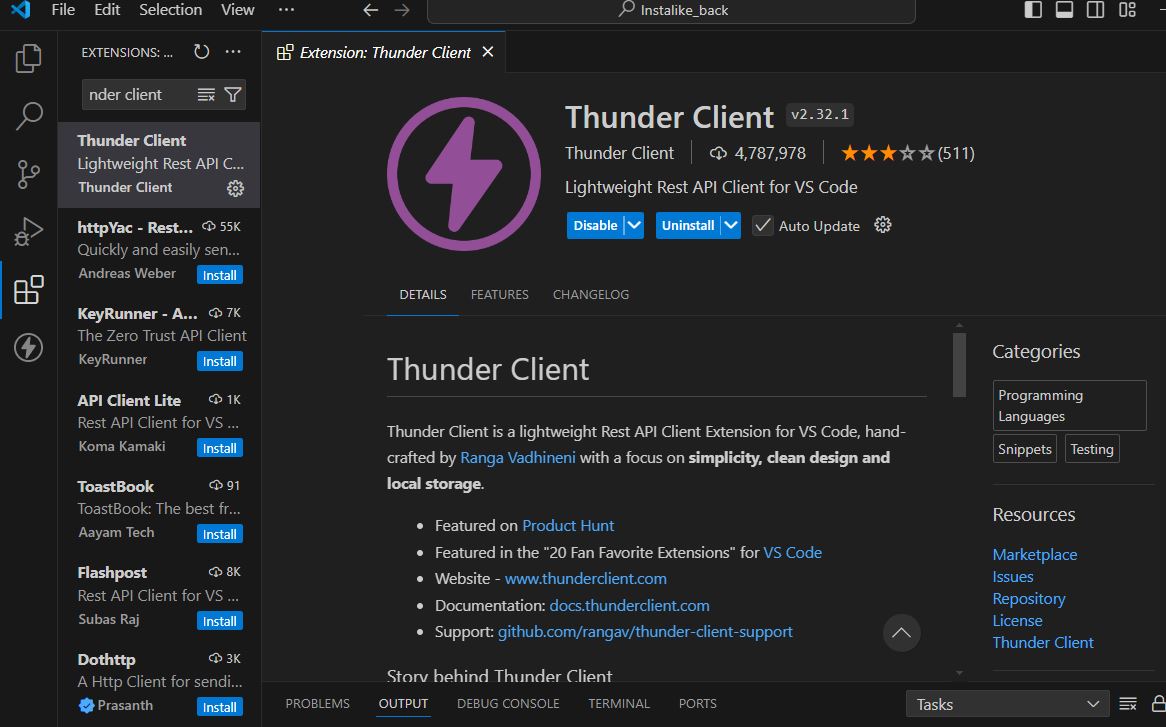 File Edit Selection View ··· Instalike_back
EXTENSIONS: ... ···
nder client
Thunder Client
Lightweight Rest API C...
Thunder Client
httpYac - Rest... 55K
Quickly and easily sen...
Andreas Weber Install
KeyRunner - A... 7K
The Zero Trust API Client
KeyRunner Install
API Client Lite 1K
Rest API Client for VS ...
Koma Kamaki Install
ToastBook 91
ToastBook: The best fr...
Aayam Tech Install
Flashpost 8K
Rest API Client for VS ...
Subas Raj Install
Dothttp 3K
A Http Client for sendi...
Prasanth Install
Extension: Thunder Client
Thunder Client v2.32.1
Thunder Client 4,787,978 (511)
Lightweight Rest API Client for VS Code
Disable Uninstall Auto Update
DETAILS FEATURES CHANGELOG
Thunder Client
Thunder Client is a lightweight Rest API Client Extension for VS Code, hand-
crafted by Ranga Vadhineni with a focus on simplicity, clean design and
local storage.
• Featured on Product Hunt
• Featured in the "20 Fan Favorite Extensions" for VS Code
• Website - www.thunderclient.com
• Documentation: docs.thunderclient.com
• Support: github.com/rangav/thunder-client-support
Story behind Thunder Client
Categories
Programming
Languages
Snippets Testing
Resources
Marketplace
Issues
Repository
License
Thunder Client
PROBLEMS OUTPUT DEBUG CONSOLE TERMINAL PORTS Tasks